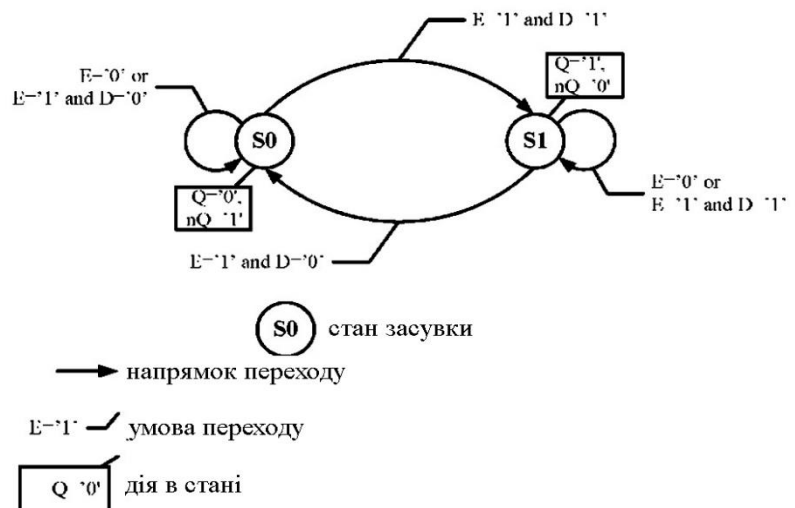 E='1' and D='1'
E='0' or
E='1' and D='0'
Q='1',
nQ='0'
S0
S1
Q='0',
nQ='1'
E='0' or
E='1' and D='1'
E='1' and D='0'
S0 стан засувки
напрямок переходу
E='1' умова переходу
Q='0' дія в стані